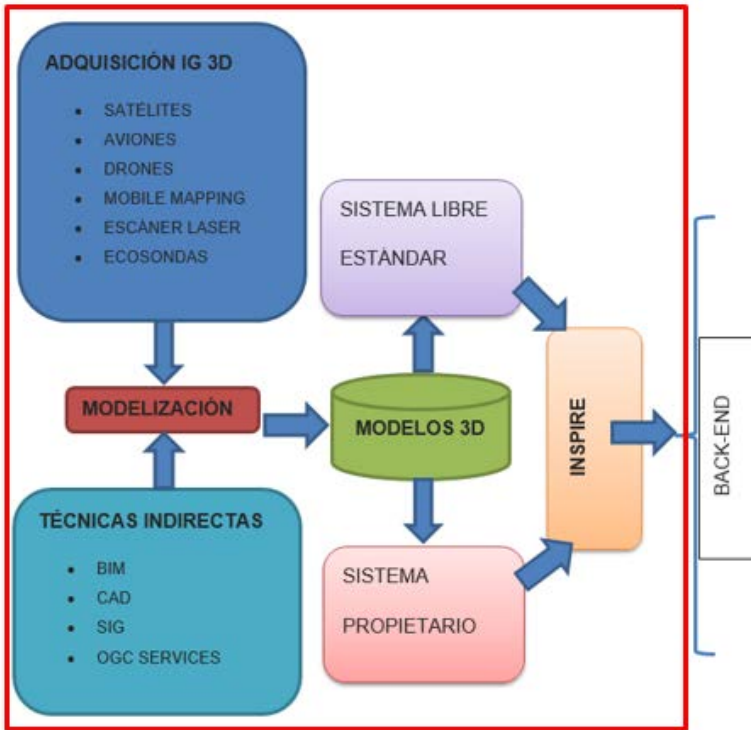 ADQUISICIÓN IG 3D
• SATÉLITES
• AVIONES
• DRONES
• MOBILE MAPPING
• ESCÁNER LASER
• ECOSONDAS
MODELIZACIÓN
TÉCNICAS INDIRECTAS
• BIM
• CAD
• SIG
• OGC SERVICES
MODELOS 3D
SISTEMA LIBRE
ESTÁNDAR
SISTEMA
PROPIETARIO
INSPIRE
BACK-END